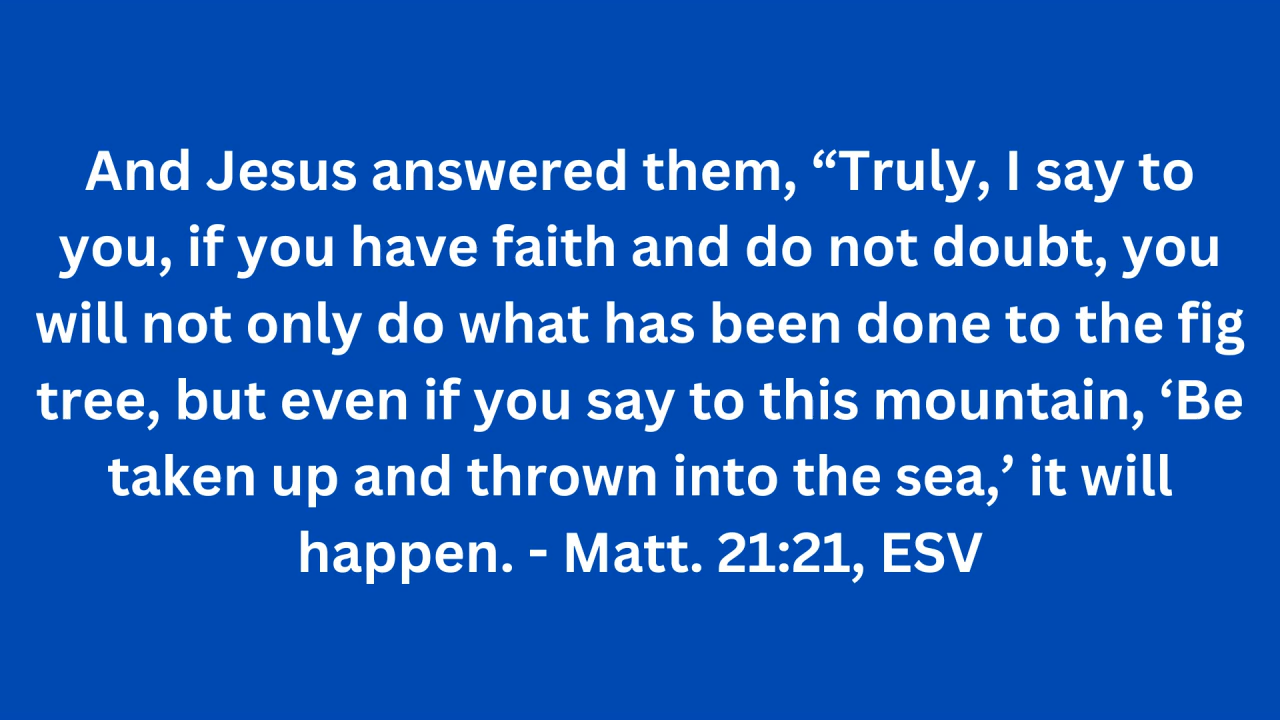 And Jesus answered them, “Truly, I say to
you, if you have faith and do not doubt, you
will not only do what has been done to the fig
tree, but even if you say to this mountain, ‘Be
taken up and thrown into the sea,’ it will
happen. - Matt. 21:21, ESV